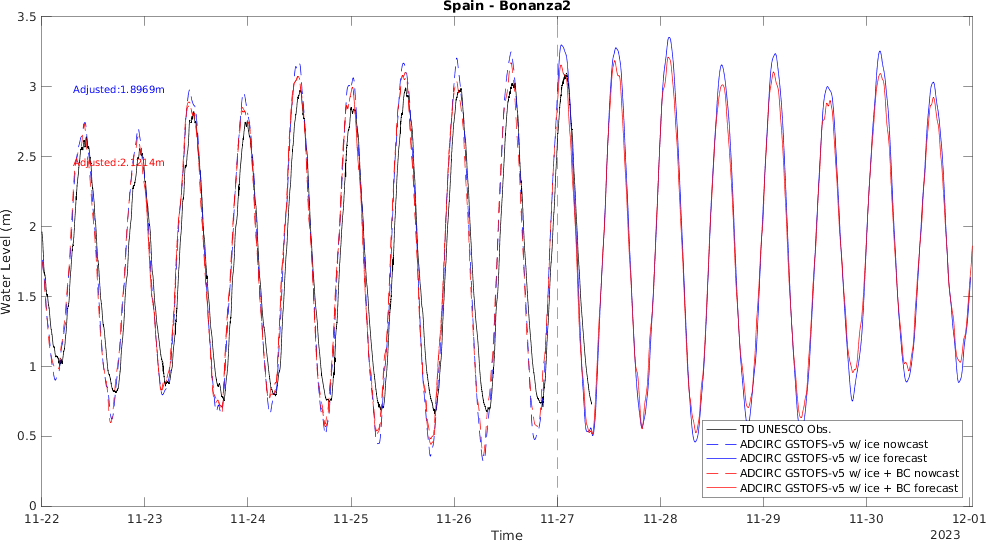 Spain - Bonanza2
3.5
3
2.5
2
1.5
1
0.5
0
Water Level (m)
Adjusted:1.8969m
Adjusted:2.1214m
TD UNESCO Obs.
ADCIRC GSTOFS-v5 w/ ice nowcast
ADCIRC GSTOFS-v5 w/ ice forecast
ADCIRC GSTOFS-v5 w/ ice + BC nowcast
ADCIRC GSTOFS-v5 w/ ice + BC forecast
11-22 11-23 11-24 11-25 11-26 11-27 11-28 11-29 11-30 12-01
Time
2023